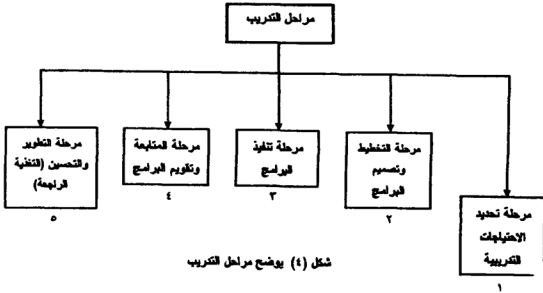 مراحل التدريب
مرحلة تحديد
الاحتياجات
التدريبية
١
مرحلة التخطيط
وتصميم
البرامج
٢
مرحلة تنفيذ
البرامج
٣
مرحلة المتابعة
وتقويم البرامج
٤
مرحلة التطوير
والتحسين (التغذية
الراجعة)
٥
شكل (٤) يوضح مراحل التدريب